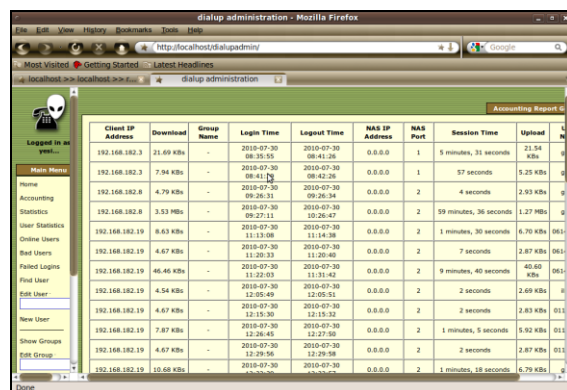 dialup administration - Mozilla Firefox
File Edit View History Bookmarks Tools Help
http://localhost/dialupadmin/
Google
Most Visited Getting Started Latest Headlines
localhost >> localhost >> r...
dialup administration
Accounting Report G
Logged in as
yesi...
Main Menu
Home
Accounting
Statistics
User Statistics
Online Users
Bad Users
Failed Logins
Find User
Edit User
New User
Show Groups
Edit Group
Client IP Address Download Group Name Login Time Logout Time NAS IP Address NAS Port Session Time Upload
192.168.182.3 21.69 KBs - 2010-07-30 08:35:55 2010-07-30 08:41:26 0.0.0.0 1 5 minutes, 31 seconds 21.54 KBs
192.168.182.3 7.94 KBs - 2010-07-30 08:41: 2010-07-30 08:42:26 0.0.0.0 1 57 seconds 5.25 KBs
192.168.182.8 4.79 KBs - 2010-07-30 09:26:31 2010-07-30 09:26:34 0.0.0.0 2 4 seconds 2.93 KBs
192.168.182.8 3.53 MBs - 2010-07-30 09:27:11 2010-07-30 10:26:47 0.0.0.0 2 59 minutes, 36 seconds 1.27 MBs
192.168.182.19 8.63 KBs - 2010-07-30 11:13:08 2010-07-30 11:14:38 0.0.0.0 2 1 minutes, 30 seconds 6.70 KBs 061
192.168.182.19 4.67 KBs - 2010-07-30 11:20:33 2010-07-30 11:20:40 0.0.0.0 2 7 seconds 2.87 KBs 061
192.168.182.19 46.46 KBs - 2010-07-30 11:22:03 2010-07-30 11:31:42 0.0.0.0 2 9 minutes, 40 seconds 40.60 KBs 061
192.168.182.19 4.54 KBs - 2010-07-30 12:05:49 2010-07-30 12:05:51 0.0.0.0 2 2 seconds 2.69 KBs
192.168.182.19 4.67 KBs - 2010-07-30 12:15:30 2010-07-30 12:15:32 0.0.0.0 2 2 seconds 2.83 KBs 011
192.168.182.19 7.87 KBs - 2010-07-30 12:26:45 2010-07-30 12:27:50 0.0.0.0 2 1 minutes, 5 seconds 5.92 KBs 011
192.168.182.19 4.67 KBs - 2010-07-30 12:29:56 2010-07-30 12:29:58 0.0.0.0 2 2 seconds 2.87 KBs 011
192.168.182.19 10.68 KBs - 2010-07-30 2010-07-30 0.0.0.0 2 1 minutes, 18 seconds 6.79 KBs
Done